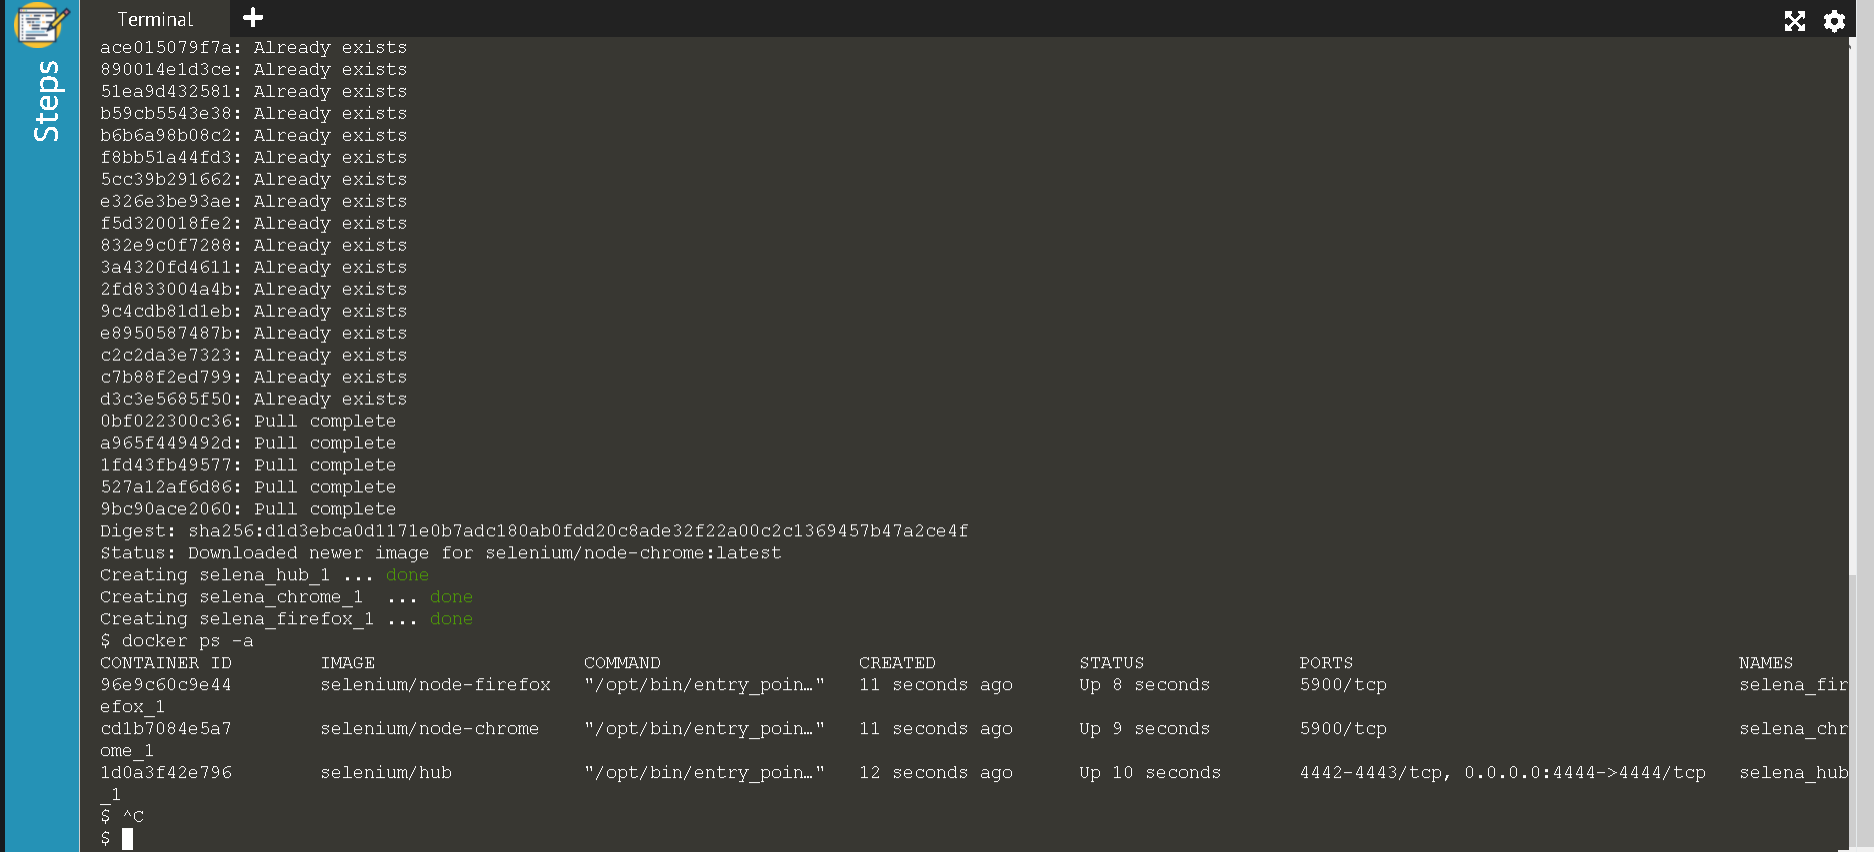 Steps
Terminal
ace015079f7a: Already exists
890014e1d3ce: Already exists
51ea9d432581: Already exists
b59cb5543e38: Already exists
b6b6a98b08c2: Already exists
f8bb51a44fd3: Already exists
5cc39b291662: Already exists
e326e3be93ae: Already exists
f5d320018fe2: Already exists
832e9c0f7288: Already exists
3a4320fd4611: Already exists
2fd833004a4b: Already exists
9c4cdb81d1eb: Already exists
e8950587487b: Already exists
c2c2da3e7323: Already exists
c7b88f2ed799: Already exists
d3c3e5685f50: Already exists
0bf022300c36: Pull complete
a965f449492d: Pull complete
1fd43fb49577: Pull complete
527a12af6d86: Pull complete
9bc90ace2060: Pull complete
Digest: sha256:d1d3ebca0d1171e0b7adc180ab0fdd20c8ade32f22a00c2c1369457b47a2ce4f
Status: Downloaded newer image for selenium/node-chrome:latest
Creating selena_hub_1 ... done
Creating selena_chrome_1  ... done
Creating selena_firefox_1 ... done
$ docker ps -a
CONTAINER ID IMAGE COMMAND CREATED STATUS PORTS NAMES
96e9c60c9e44 selenium/node-firefox "/opt/bin/entry_poin…" 11 seconds ago Up 8 seconds 5900/tcp selena_fir
efox_1
cd1b7084e5a7 selenium/node-chrome "/opt/bin/entry_poin…" 11 seconds ago Up 9 seconds 5900/tcp selena_chr
ome_1
1d0a3f42e796 selenium/hub "/opt/bin/entry_poin…" 12 seconds ago Up 10 seconds 4442-4443/tcp, 0.0.0.0:4444->4444/tcp selena_hub
_1
$ ^C
$